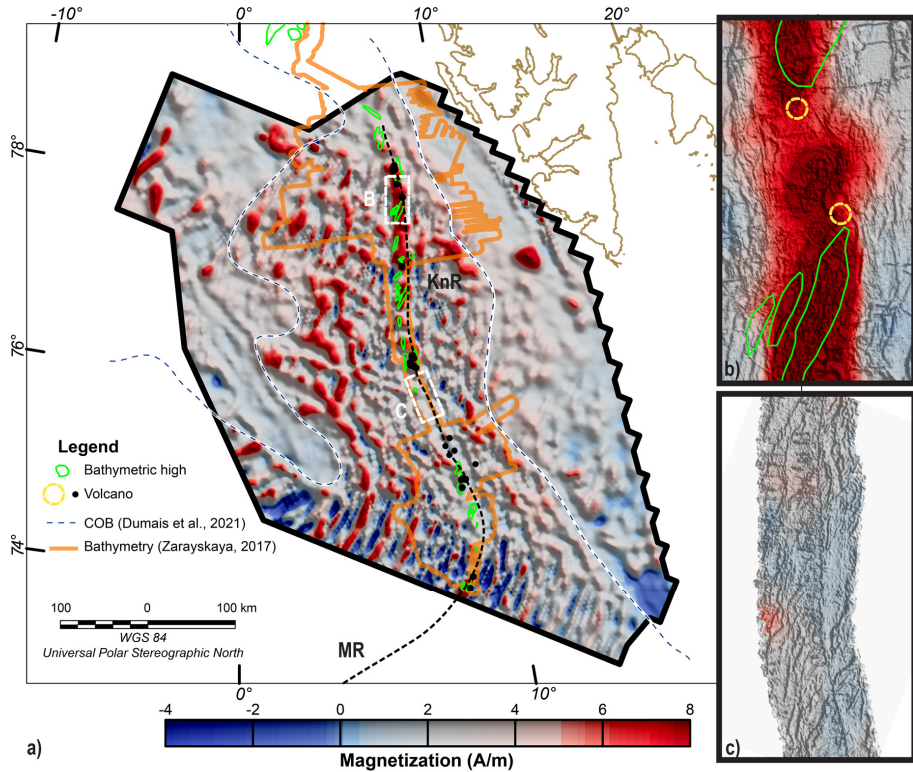 0°
10°
20°
78°
76°
74°
B
KnR
C
MR
Legend
Bathymetric high
Volcano
COB (Dumais et al., 2021)
Bathymetry (Zarayskaya, 2017)
100 0 100 km
WGS 84
Universal Polar Stereographic North
0°
10°
-4 -2 0 2 4 6 8
Magnetization (A/m)
a)
b)
c)